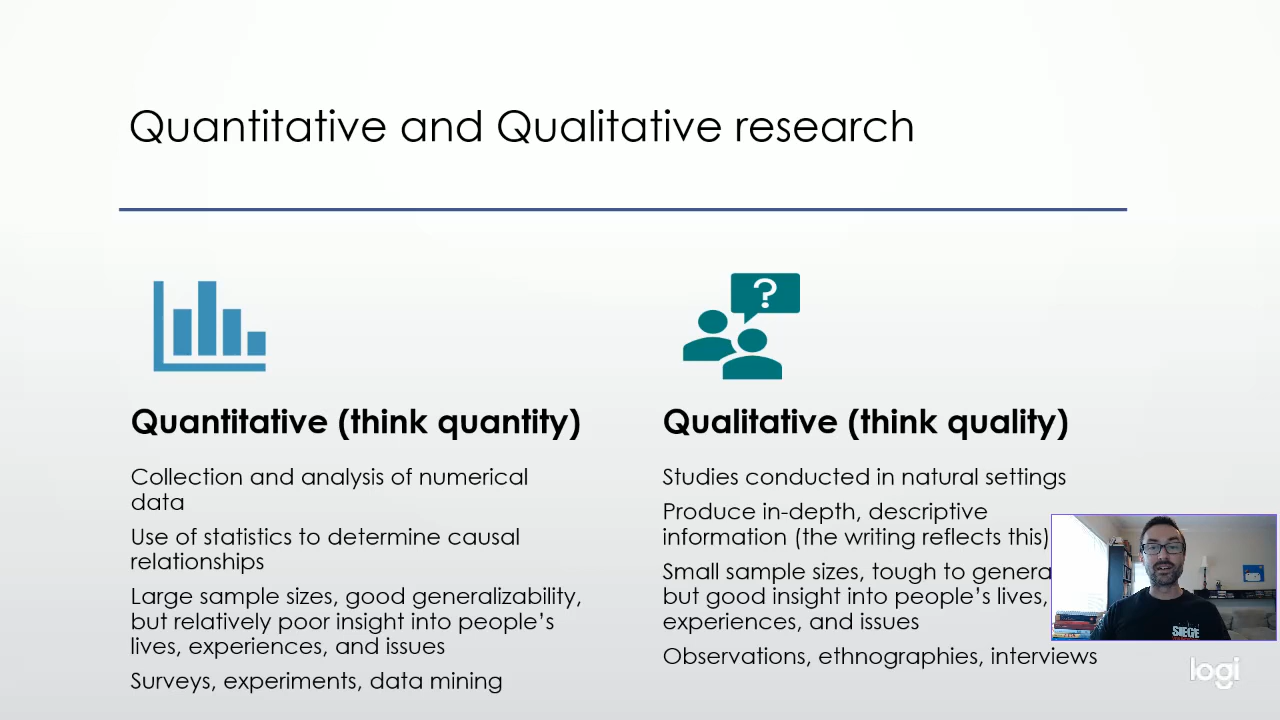 Quantitative and Qualitative research
?
Quantitative (think quantity)
Collection and analysis of numerical
data
Use of statistics to determine causal
relationships
Large sample sizes, good generalizability,
but relatively poor insight into people's
lives, experiences, and issues
Surveys, experiments, data mining
Qualitative (think quality)
Studies conducted in natural settings
Produce in-depth, descriptive
information (the writing reflects this)
Small sample sizes, tough to genera
but good insight into people's lives,
experiences, and issues
Observations, ethnographies, interviews
SIEGE
logi